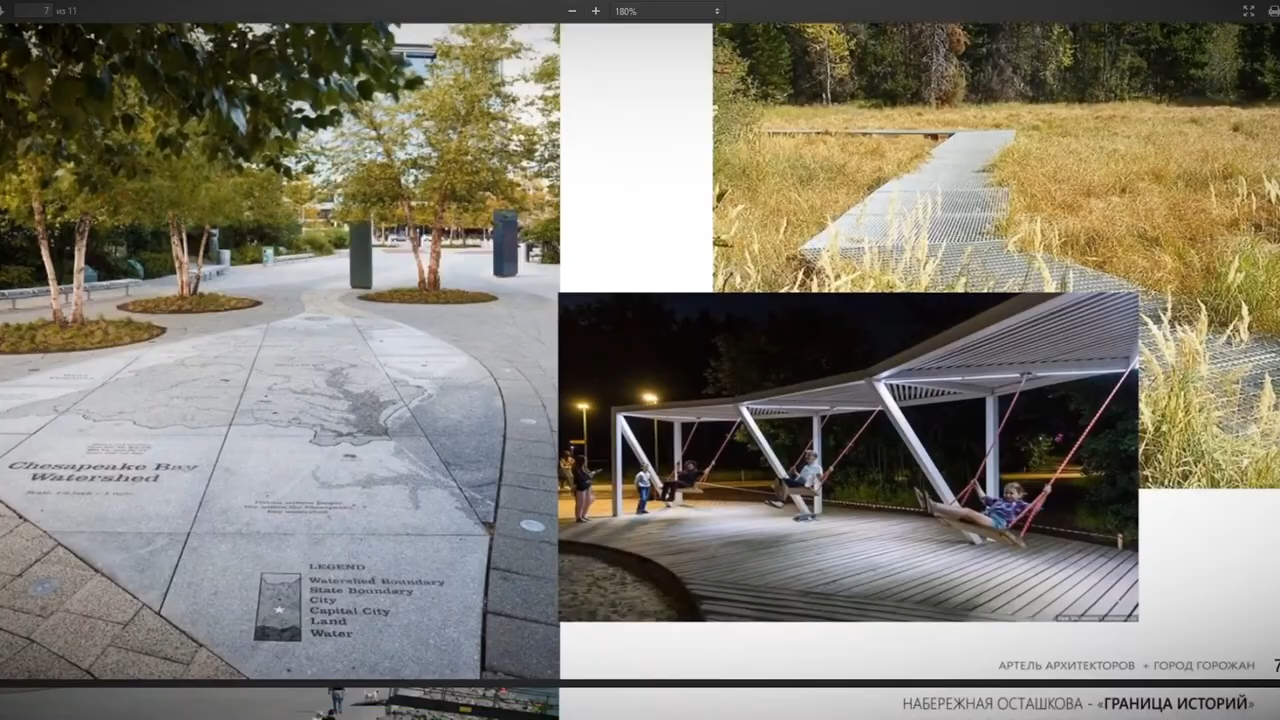 7 из 11
180%
Chesapeake Bay
Watershed
LEGEND
Watershed Boundary
State Boundary
City
Capital City
Land
Water
АРТЕЛЬ АРХИТЕКТОРОВ + ГОРОД ГОРОЖАН
7
НАБЕРЕЖНАЯ ОСТАШКОВА - «ГРАНИЦА ИСТОРИЙ»